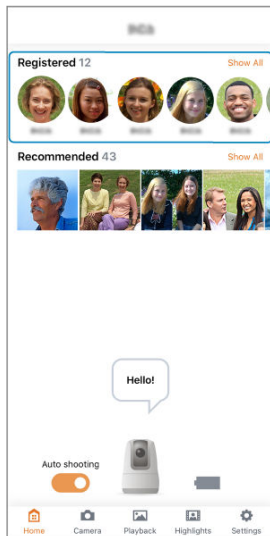 Registered 12 Show All
Recommended 43 Show All
Hello!
Auto shooting
Home Camera Playback Highlights Settings